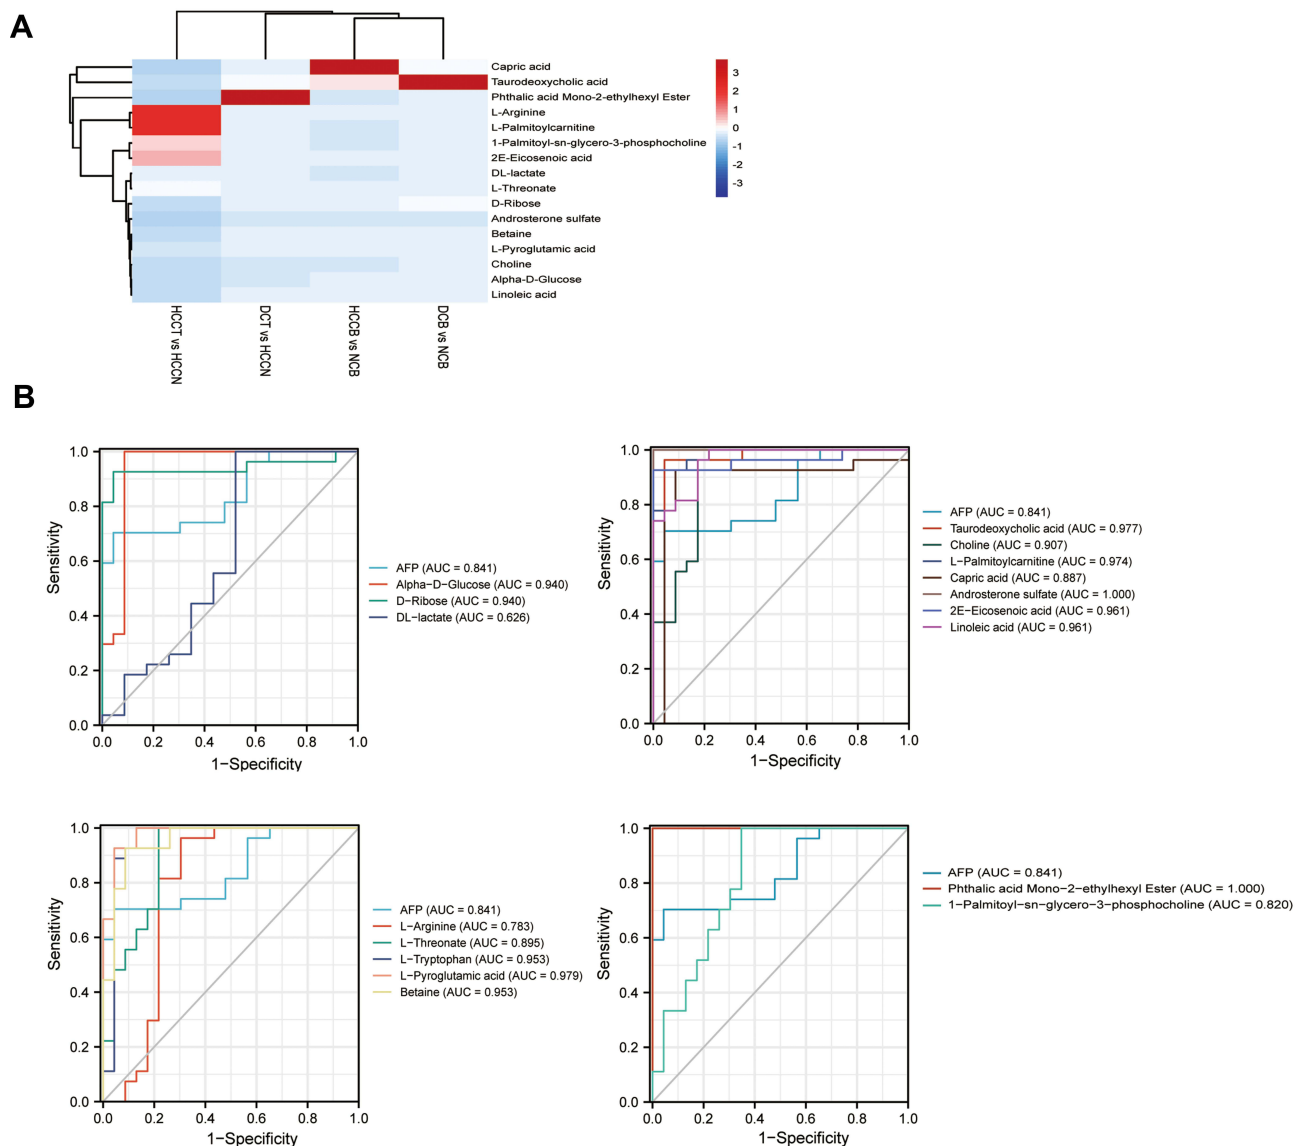 A
Capric acid
Taurodeoxycholic acid
Phthalic acid Mono-2-ethylhexyl Ester
L-Arginine
L-Palmitoylcarnitine
1-Palmitoyl-sn-glycero-3-phosphocholine
2E-Eicosenoic acid
DL-lactate
L-Threonate
D-Ribose
Androsterone sulfate
Betaine
L-Pyroglutamic acid
Choline
Alpha-D-Glucose
Linoleic acid
3
2
1
0
-1
-2
-3
HCCT vs HCCN
DCT vs HCCN
HCCB vs NCB
DCB vs NCB
B
1.0
0.8
0.6
0.4
0.2
0.0
Sensitivity
0.0 0.2 0.4 0.6 0.8 1.0
1−Specificity
AFP (AUC = 0.841)
Alpha−D−Glucose (AUC = 0.940)
D−Ribose (AUC = 0.940)
DL−lactate (AUC = 0.626)
1.0
0.8
0.6
0.4
0.2
0.0
Sensitivity
0.0 0.2 0.4 0.6 0.8 1.0
1−Specificity
AFP (AUC = 0.841)
Taurodeoxycholic acid (AUC = 0.977)
Choline (AUC = 0.907)
L−Palmitoylcarnitine (AUC = 0.974)
Capric acid (AUC = 0.887)
Androsterone sulfate (AUC = 1.000)
2E−Eicosenoic acid (AUC = 0.961)
Linoleic acid (AUC = 0.961)
1.0
0.8
0.6
0.4
0.2
0.0
Sensitivity
0.0 0.2 0.4 0.6 0.8 1.0
1−Specificity
AFP (AUC = 0.841)
L−Arginine (AUC = 0.783)
L−Threonate (AUC = 0.895)
L−Tryptophan (AUC = 0.953)
L−Pyroglutamic acid (AUC = 0.979)
Betaine (AUC = 0.953)
1.0
0.8
0.6
0.4
0.2
0.0
Sensitivity
0.0 0.2 0.4 0.6 0.8 1.0
1−Specificity
AFP (AUC = 0.841)
Phthalic acid Mono−2−ethylhexyl Ester (AUC = 1.000)
1−Palmitoyl−sn−glycero−3−phosphocholine (AUC = 0.820)